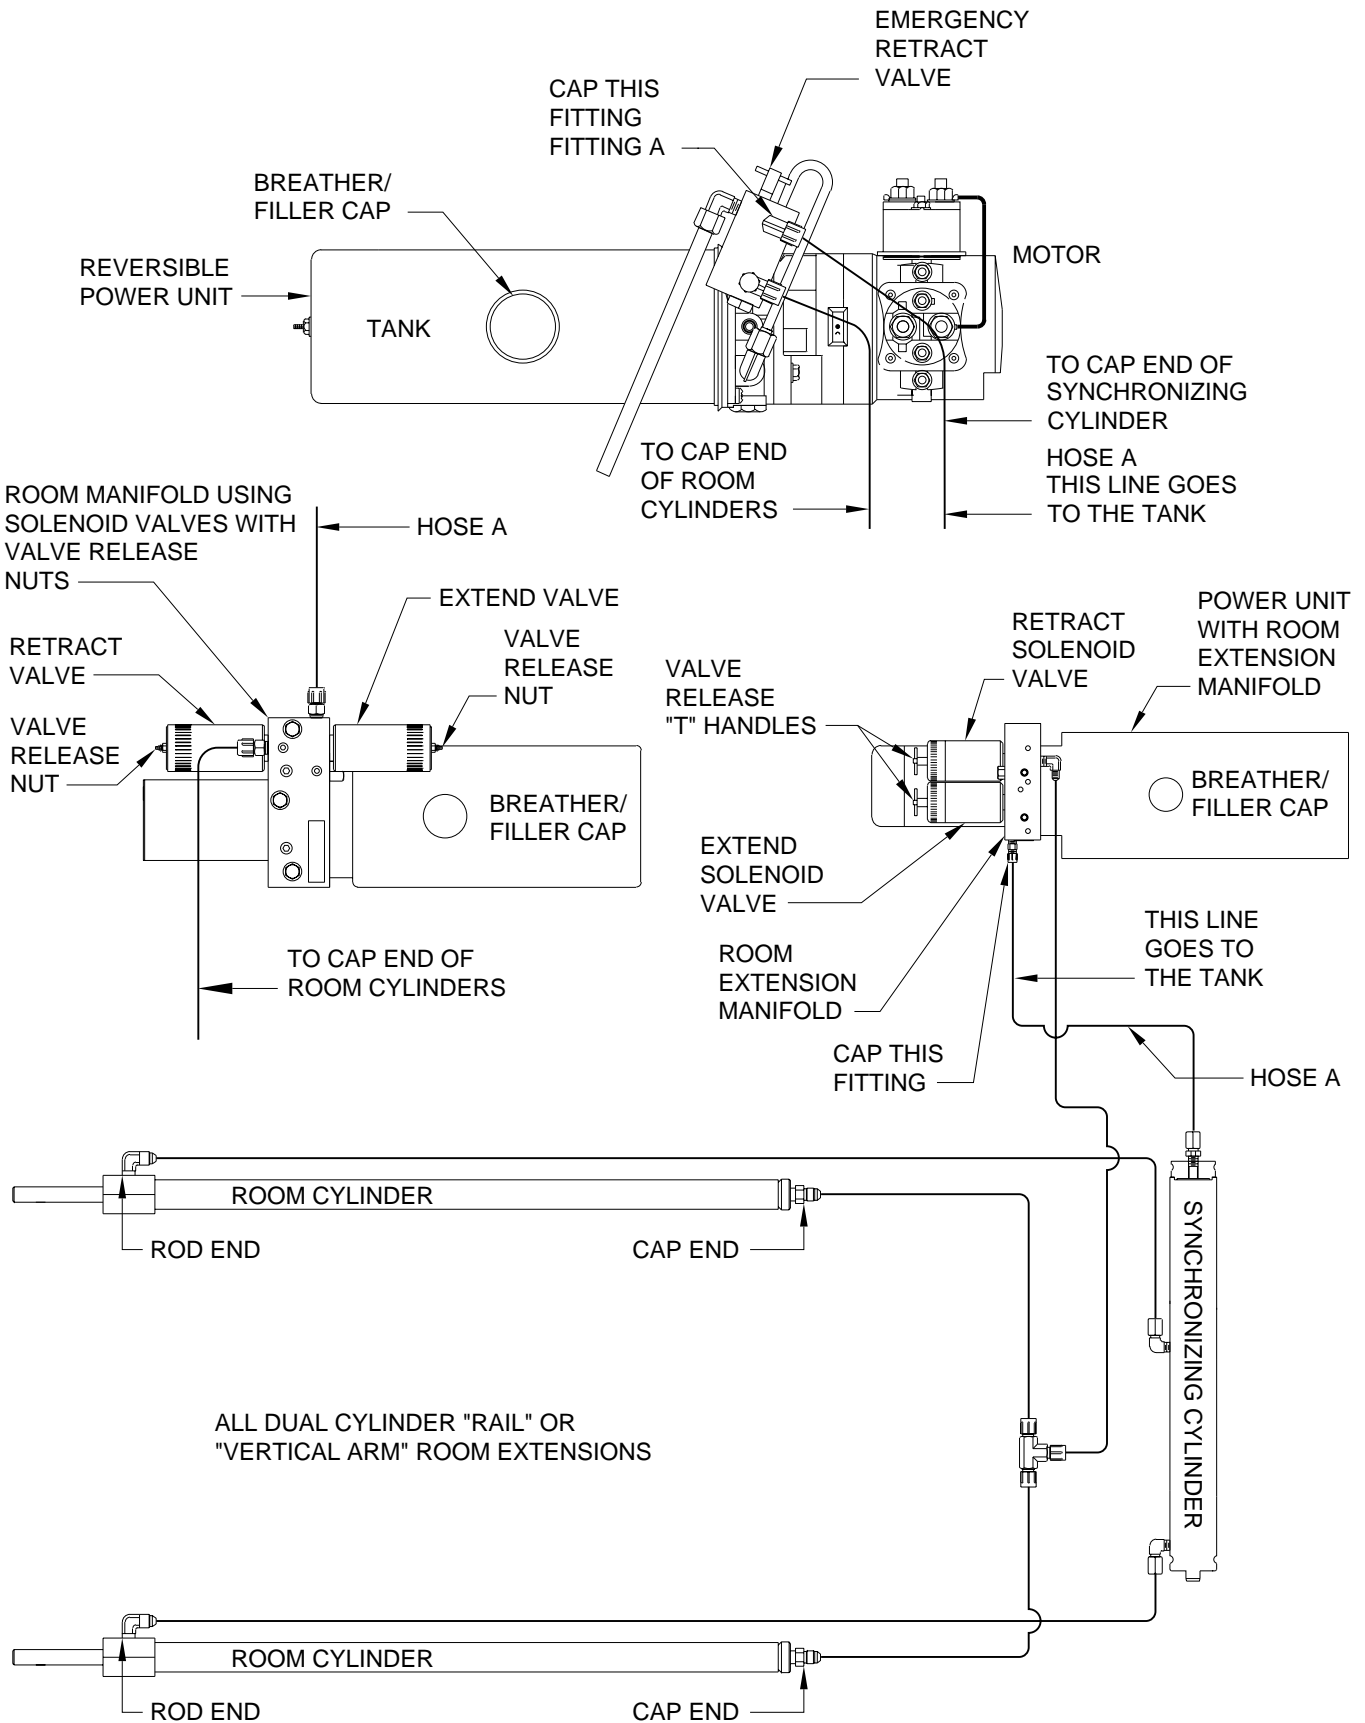 EMERGENCY
RETRACT
VALVE
CAP THIS
FITTING
FITTING A
BREATHER/
FILLER CAP
REVERSIBLE
POWER UNIT
TANK
MOTOR
TO CAP END OF
SYNCHRONIZING
CYLINDER
TO CAP END
OF ROOM
CYLINDERS
HOSE A
THIS LINE GOES
TO THE TANK
ROOM MANIFOLD USING
SOLENOID VALVES WITH
VALVE RELEASE
NUTS
HOSE A
EXTEND VALVE
RETRACT
VALVE
VALVE
RELEASE
NUT
VALVE
RELEASE
NUT
BREATHER/
FILLER CAP
TO CAP END OF
ROOM CYLINDERS
VALVE
RELEASE
"T" HANDLES
RETRACT
SOLENOID
VALVE
POWER UNIT
WITH ROOM
EXTENSION
MANIFOLD
BREATHER/
FILLER CAP
EXTEND
SOLENOID
VALVE
ROOM
EXTENSION
MANIFOLD
THIS LINE
GOES TO
THE TANK
CAP THIS
FITTING
HOSE A
ROOM CYLINDER
ROD END
CAP END
SYNCHRONIZING CYLINDER
ALL DUAL CYLINDER "RAIL" OR
"VERTICAL ARM" ROOM EXTENSIONS
ROOM CYLINDER
ROD END
CAP END